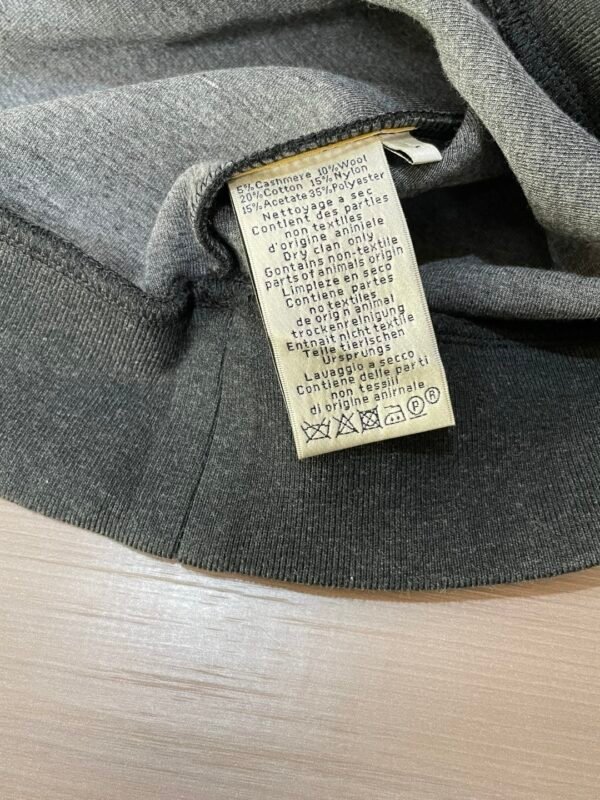 5% Cashmere 10% Wool
20% Cotton 15% Nylon
15% Acetate 35% Polyester
Nettoyage a sec
Contient des parties
non textiles
d'origine aniniele
Dry clan only
Gontains non-textile
parts of animals origin
Limpieze en seco
Contiene partes
no textiles
de origin animal
trockenreinigung
Entnait nicht textile
Teile tierischen
Ursprungs
Lavaggio a secco
Contiene delle parti
non tessili
di origine anirnale
P ®